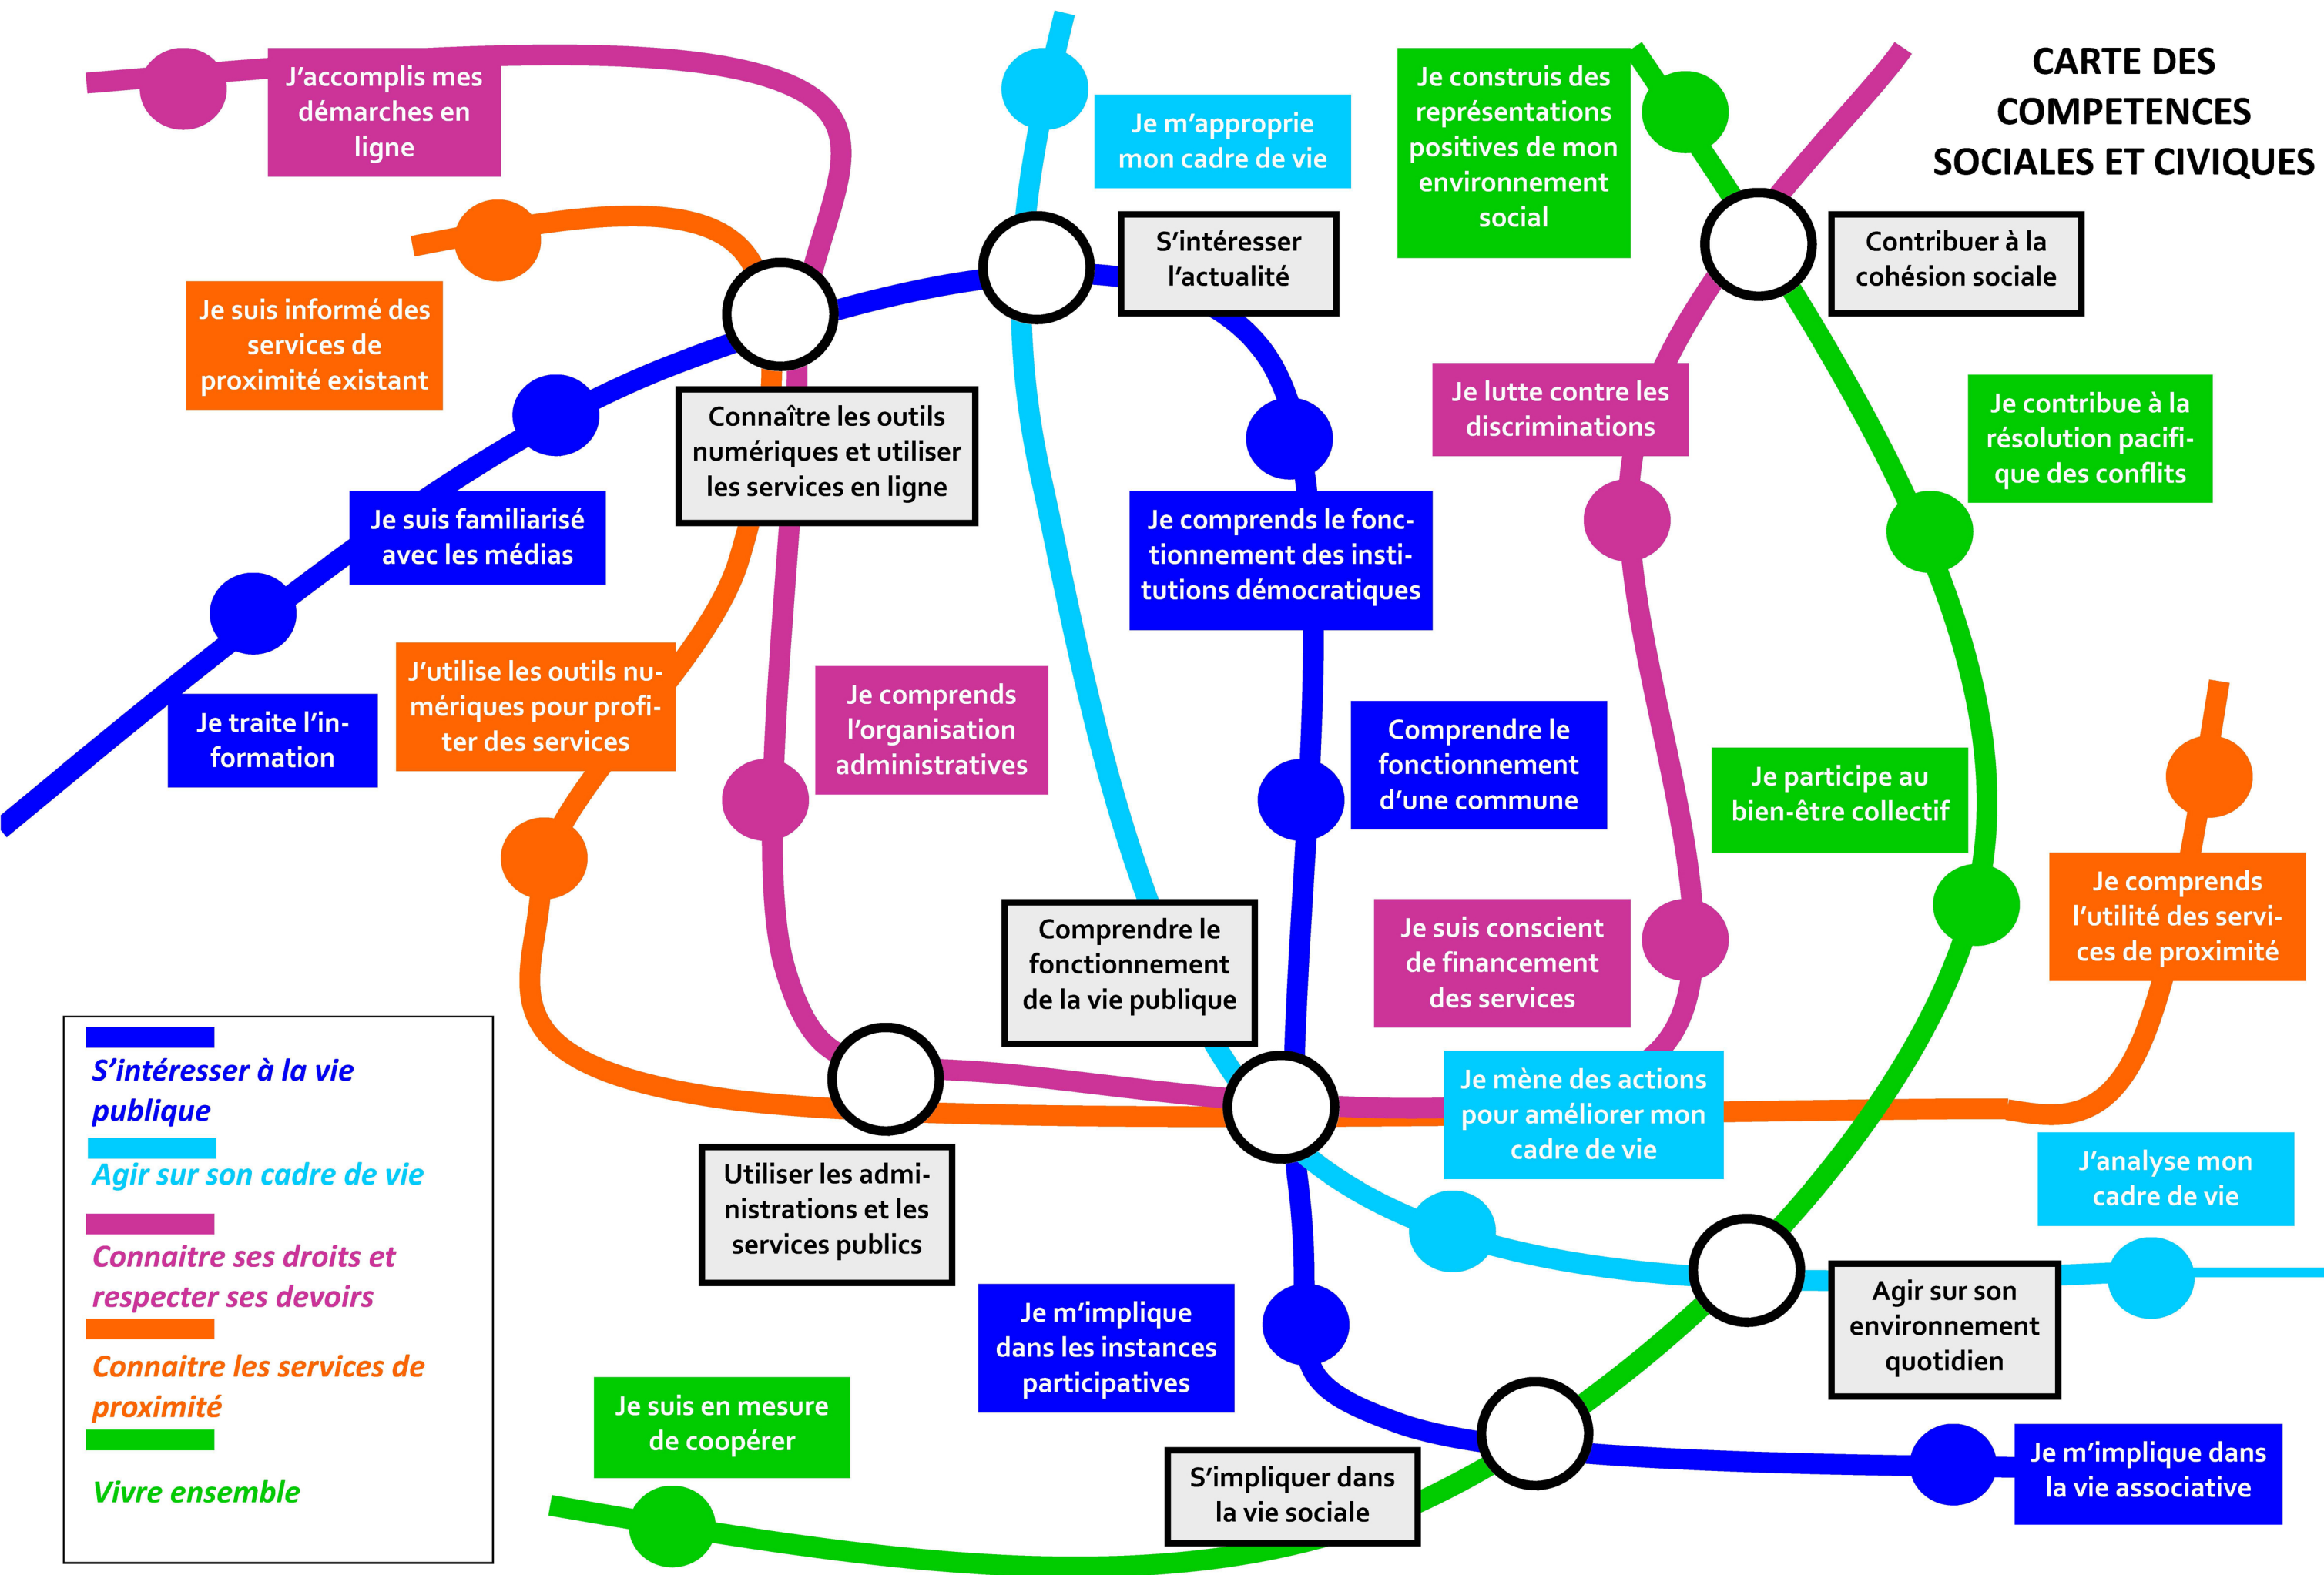 CARTE DES
COMPETENCES
SOCIALES ET CIVIQUES
J’accomplis mes
démarches en
ligne
Je m’approprie
mon cadre de vie
Je construis des
représentations
positives de mon
environnement
social
S’intéresser
l’actualité
Contribuer à la
cohésion sociale
Je suis informé des
services de
proximité existant
Connaître les outils
numériques et utiliser
les services en ligne
Je lutte contre les
discriminations
Je contribue à la
résolution pacifi-
que des conflits
Je suis familiarisé
avec les médias
Je comprends le fonc-
tionnement des insti-
tutions démocratiques
J’utilise les outils nu-
mériques pour profi-
ter des services
Je traite l’in-
formation
Je comprends
l’organisation
administratives
Comprendre le
fonctionnement
d’une commune
Je participe au
bien-être collectif
Je comprends
l’utilité des servi-
ces de proximité
Comprendre le
fonctionnement
de la vie publique
Je suis conscient
de financement
des services
Je mène des actions
pour améliorer mon
cadre de vie
J’analyse mon
cadre de vie
Utiliser les admi-
nistrations et les
services publics
Agir sur son
environnement
quotidien
Je m’implique
dans les instances
participatives
Je suis en mesure
de coopérer
S’impliquer dans
la vie sociale
Je m’implique dans
la vie associative
S’intéresser à la vie
publique
Agir sur son cadre de vie
Connaitre ses droits et
respecter ses devoirs
Connaitre les services de
proximité
Vivre ensemble